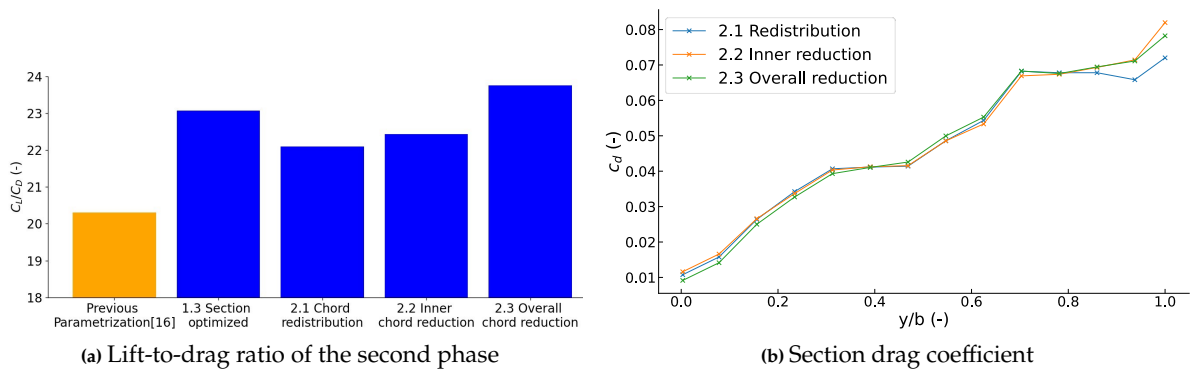 24
23
22
21
20
19
18
C_L/C_D (-)
Previous Parametrization[16]
1.3 Section optimized
2.1 Chord redistribution
2.2 Inner chord reduction
2.3 Overall chord reduction
(a) Lift-to-drag ratio of the second phase
2.1 Redistribution
2.2 Inner reduction
2.3 Overall reduction
0.08
0.07
0.06
0.05
0.04
0.03
0.02
0.01
c_d (-)
0.0 0.2 0.4 0.6 0.8 1.0
y/b (-)
(b) Section drag coefficient